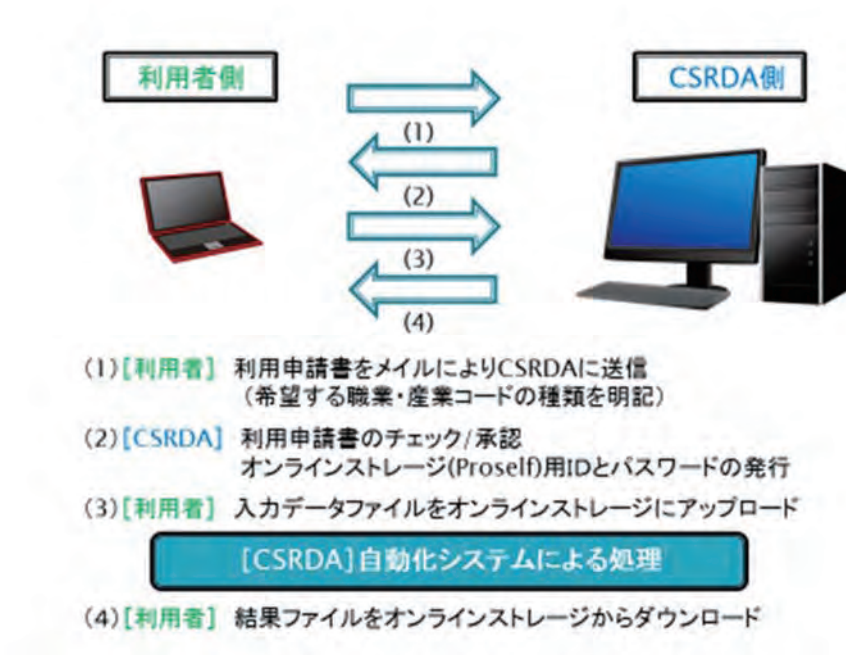 利用者側
CSRDA側
(1)
(2)
(3)
(4)
(1)[利用者] 利用申請書をメイルによりCSRDAに送信
(希望する職業・産業コードの種類を明記)
(2)[CSRDA] 利用申請書のチェック/承認
オンラインストレージ(Proself)用IDとパスワードの発行
(3)[利用者] 入力データファイルをオンラインストレージにアップロード
[CSRDA]自動化システムによる処理
(4)[利用者] 結果ファイルをオンラインストレージからダウンロード